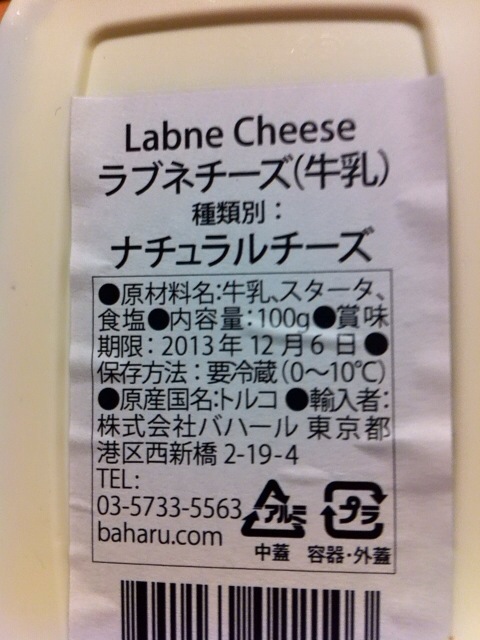 Labne Cheese
ラブネチーズ(牛乳)
種類別：
ナチュラルチーズ
●原材料名:牛乳、スタータ、
食塩●内容量：100g●賞味
期限：2013年12月6日●
保存方法：要冷蔵(0〜10℃)
●原産国名:トルコ ●輸入者：
株式会社バハール 東京都
港区西新橋 2-19-4
TEL:
03-5733-5563
baharu.com
アルミ
プラ
中蓋 容器・外蓋